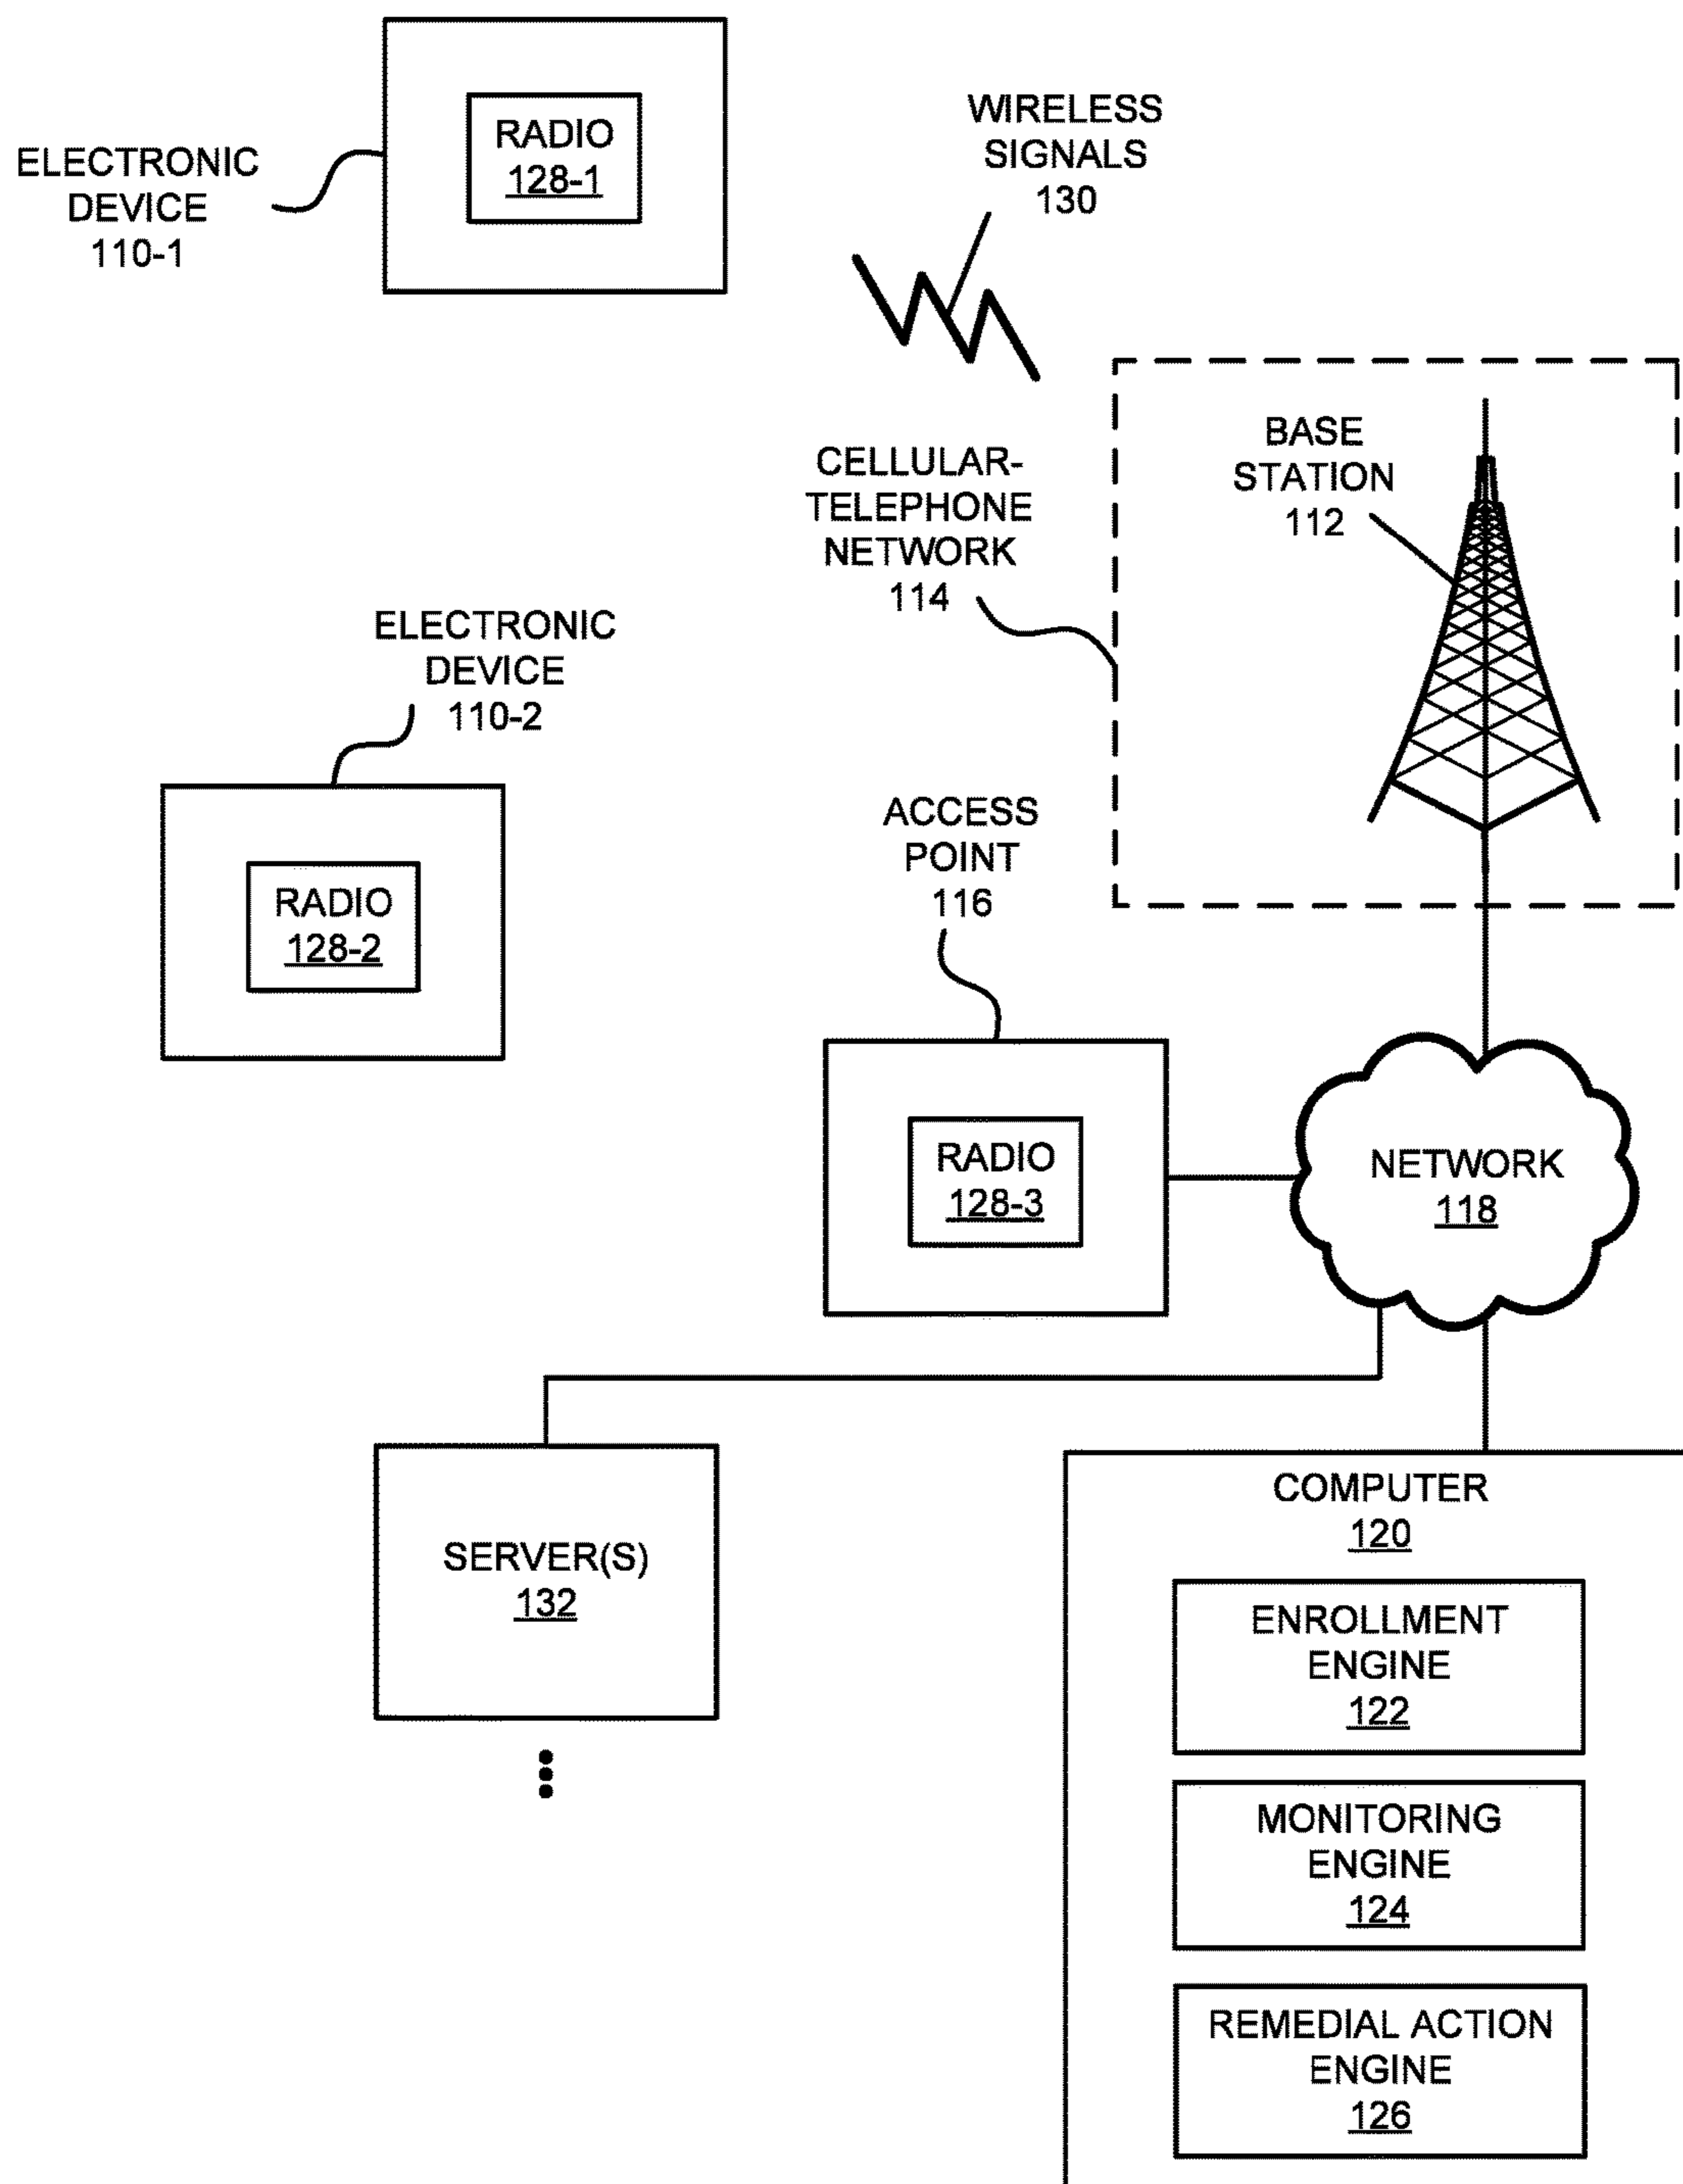 RADIO
128-1
ELECTRONIC
DEVICE
110-1
WIRELESS
SIGNALS
130
CELLULAR-
TELEPHONE
NETWORK
114
BASE
STATION
112
ELECTRONIC
DEVICE
110-2
RADIO
128-2
ACCESS
POINT
116
RADIO
128-3
NETWORK
118
SERVER(S)
132
COMPUTER
120
ENROLLMENT
ENGINE
122
MONITORING
ENGINE
124
REMEDIAL ACTION
ENGINE
126